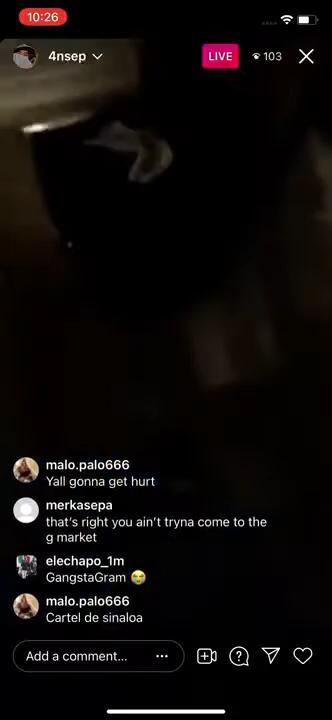 10:26
4nsep
LIVE
103
malo.palo666
Yall gonna get hurt
merkasepa
that's right you ain't tryna come to the
g market
elechapo_1m
GangstaGram 😭
malo.palo666
Cartel de sinaloa
Add a comment...